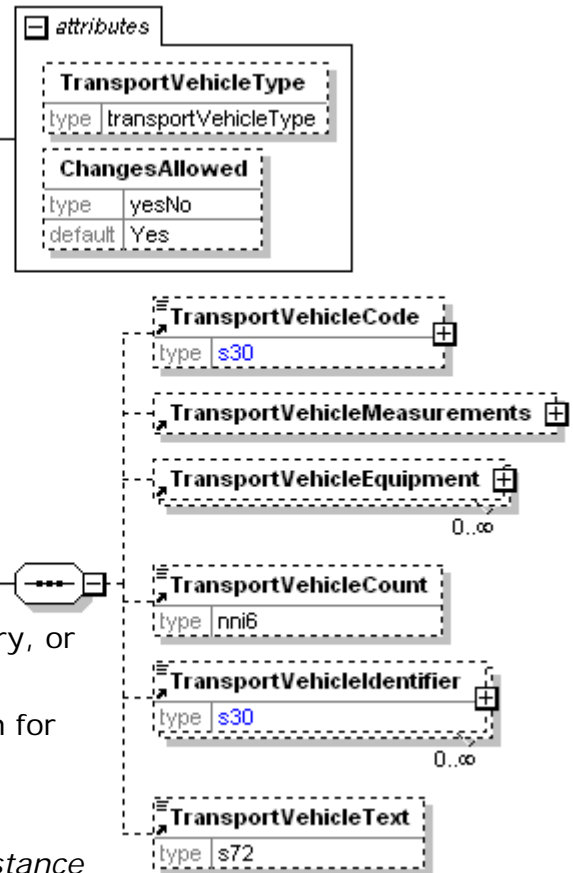 attributes
TransportVehicleType
type transportVehicleType
ChangesAllowed
type yesNo
default Yes
TransportVehicleCode
type s30
TransportVehicleMeasurements
TransportVehicleEquipment
0..∞
TransportVehicleCount
type nni6
ry, or
TransportVehicleIdentifier
n for
type s30
0..∞
TransportVehicleText
type s72
stance